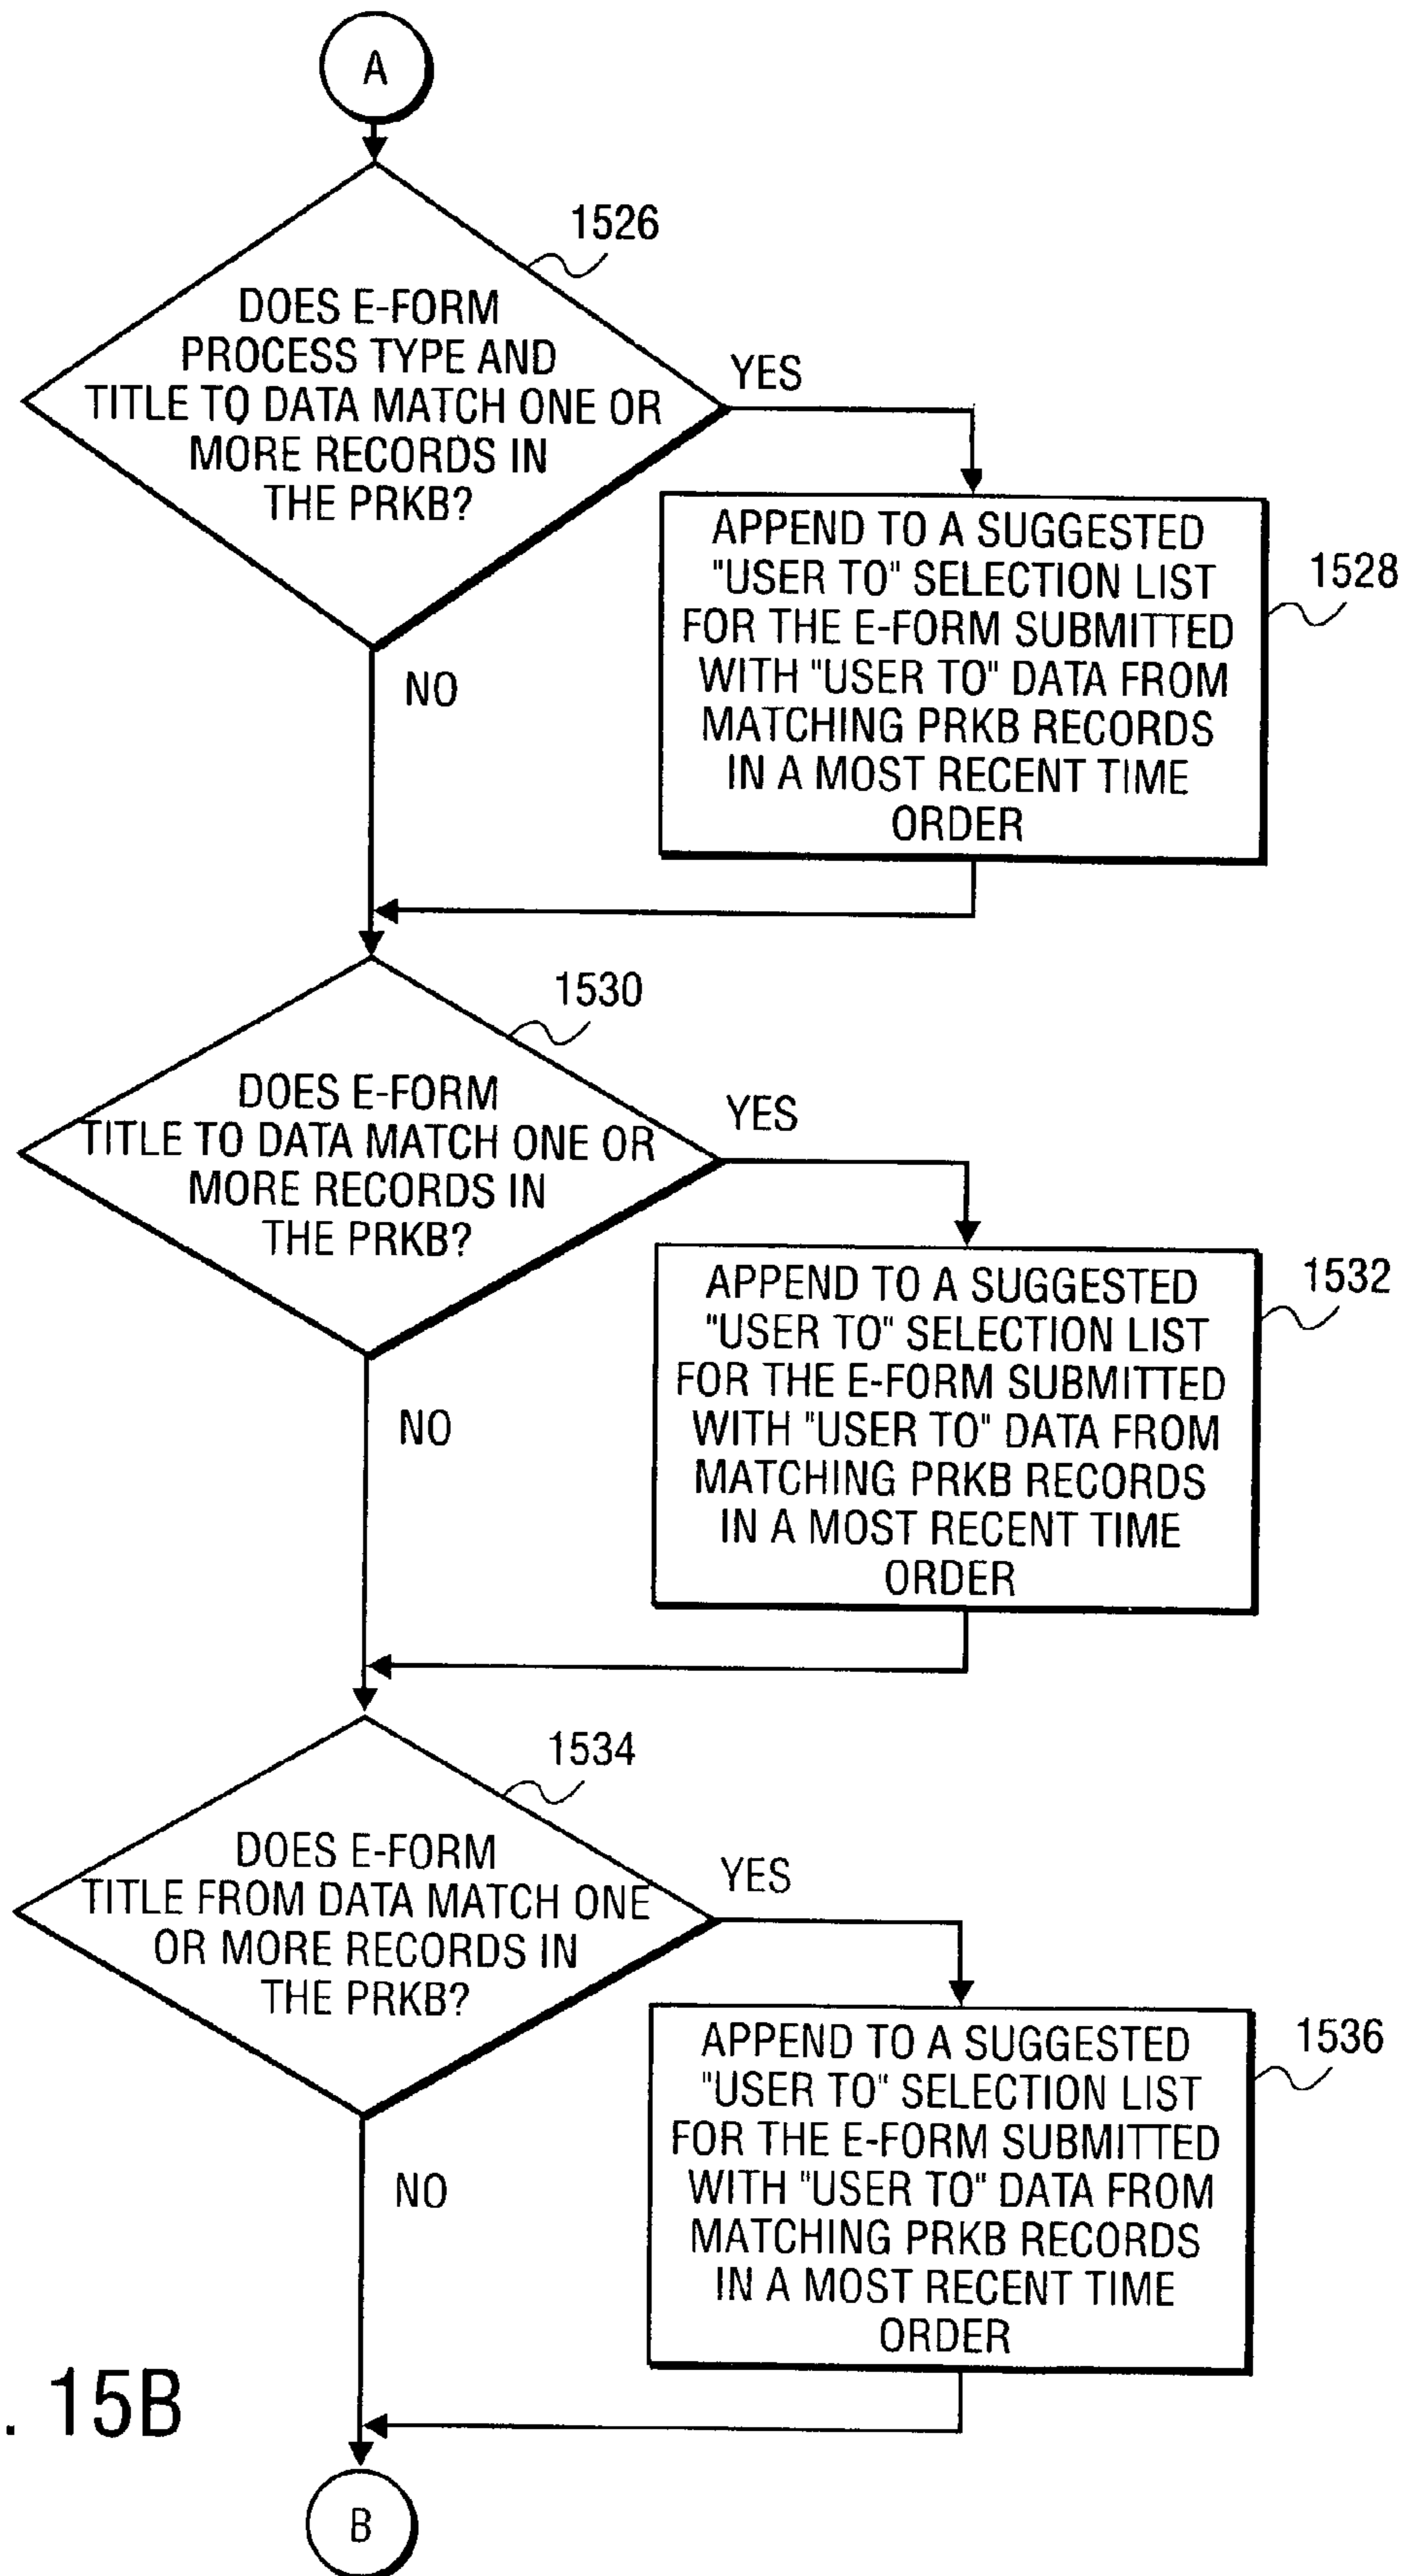 A
1526
DOES E-FORM
PROCESS TYPE AND
TITLE TO DATA MATCH ONE OR
MORE RECORDS IN
THE PRKB?
YES
NO
APPEND TO A SUGGESTED
"USER TO" SELECTION LIST
FOR THE E-FORM SUBMITTED
WITH "USER TO" DATA FROM
MATCHING PRKB RECORDS
IN A MOST RECENT TIME
ORDER
1528
1530
DOES E-FORM
TITLE TO DATA MATCH ONE OR
MORE RECORDS IN
THE PRKB?
YES
NO
APPEND TO A SUGGESTED
"USER TO" SELECTION LIST
FOR THE E-FORM SUBMITTED
WITH "USER TO" DATA FROM
MATCHING PRKB RECORDS
IN A MOST RECENT TIME
ORDER
1532
1534
DOES E-FORM
TITLE FROM DATA MATCH ONE
OR MORE RECORDS IN
THE PRKB?
YES
NO
APPEND TO A SUGGESTED
"USER TO" SELECTION LIST
FOR THE E-FORM SUBMITTED
WITH "USER TO" DATA FROM
MATCHING PRKB RECORDS
IN A MOST RECENT TIME
ORDER
1536
. 15B
B